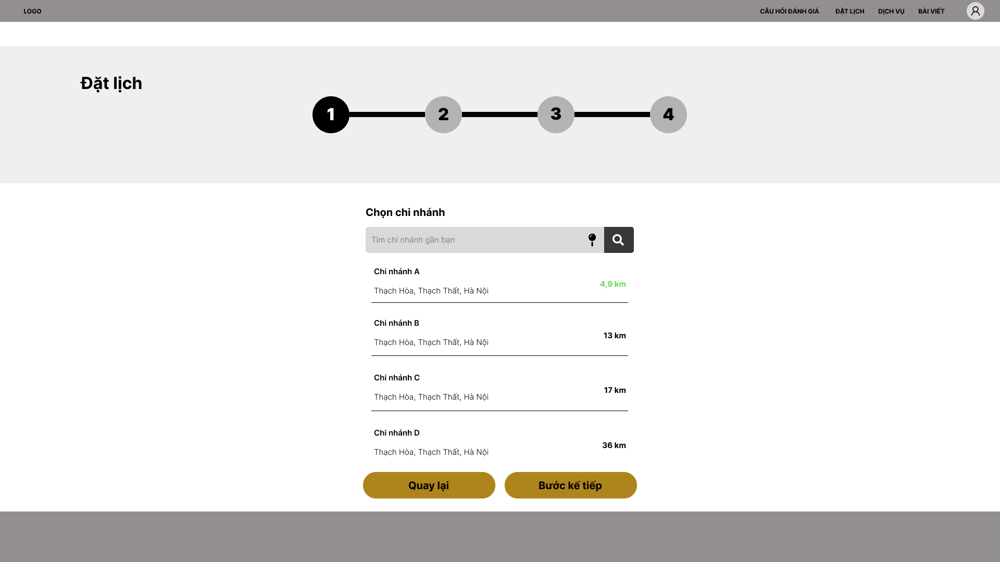 LOGO
CÂU HỎI ĐÁNH GIÁ
ĐẶT LỊCH
DỊCH VỤ
BÀI VIẾT
Đặt lịch
1
2
3
4
Chọn chi nhánh
Tìm chi nhánh gần bạn
Chi nhánh A
4,9 km
Thạch Hòa, Thạch Thất, Hà Nội
Chi nhánh B
13 km
Thạch Hòa, Thạch Thất, Hà Nội
Chi nhánh C
17 km
Thạch Hòa, Thạch Thất, Hà Nội
Chi nhánh D
36 km
Thạch Hòa, Thạch Thất, Hà Nội
Quay lại
Bước kế tiếp